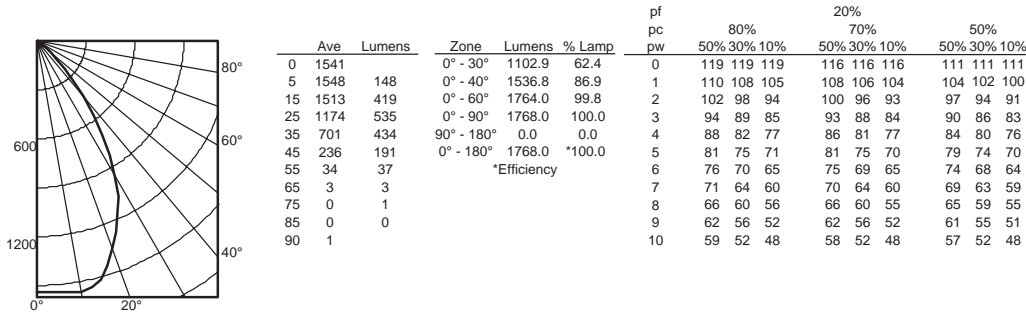 80°
60°
600
1200
40°
0° 20°
Ave Lumens
0 1541
5 1548 148
15 1513 419
25 1174 535
35 701 434
45 236 191
55 34 37
65 3 3
75 0 1
85 0 0
90 1
Zone Lumens % Lamp
0° - 30° 1102.9 62.4
0° - 40° 1536.8 86.9
0° - 60° 1764.0 99.8
0° - 90° 1768.0 100.0
90° - 180° 0.0 0.0
0° - 180° 1768.0 *100.0
*Efficiency
pf 20%
pc 80% 70% 50%
pw 50% 30% 10% 50% 30% 10% 50% 30% 10%
0 119 119 119 116 116 116 111 111 111
1 110 108 105 108 106 104 104 102 100
2 102 98 94 100 96 93 97 94 91
3 94 89 85 93 88 84 90 86 83
4 88 82 77 86 81 77 84 80 76
5 81 75 71 81 75 70 79 74 70
6 76 70 65 75 69 65 74 68 64
7 71 64 60 70 64 60 69 63 59
8 66 60 56 66 60 55 65 59 55
9 62 56 52 62 56 52 61 55 51
10 59 52 48 58 52 48 57 52 48